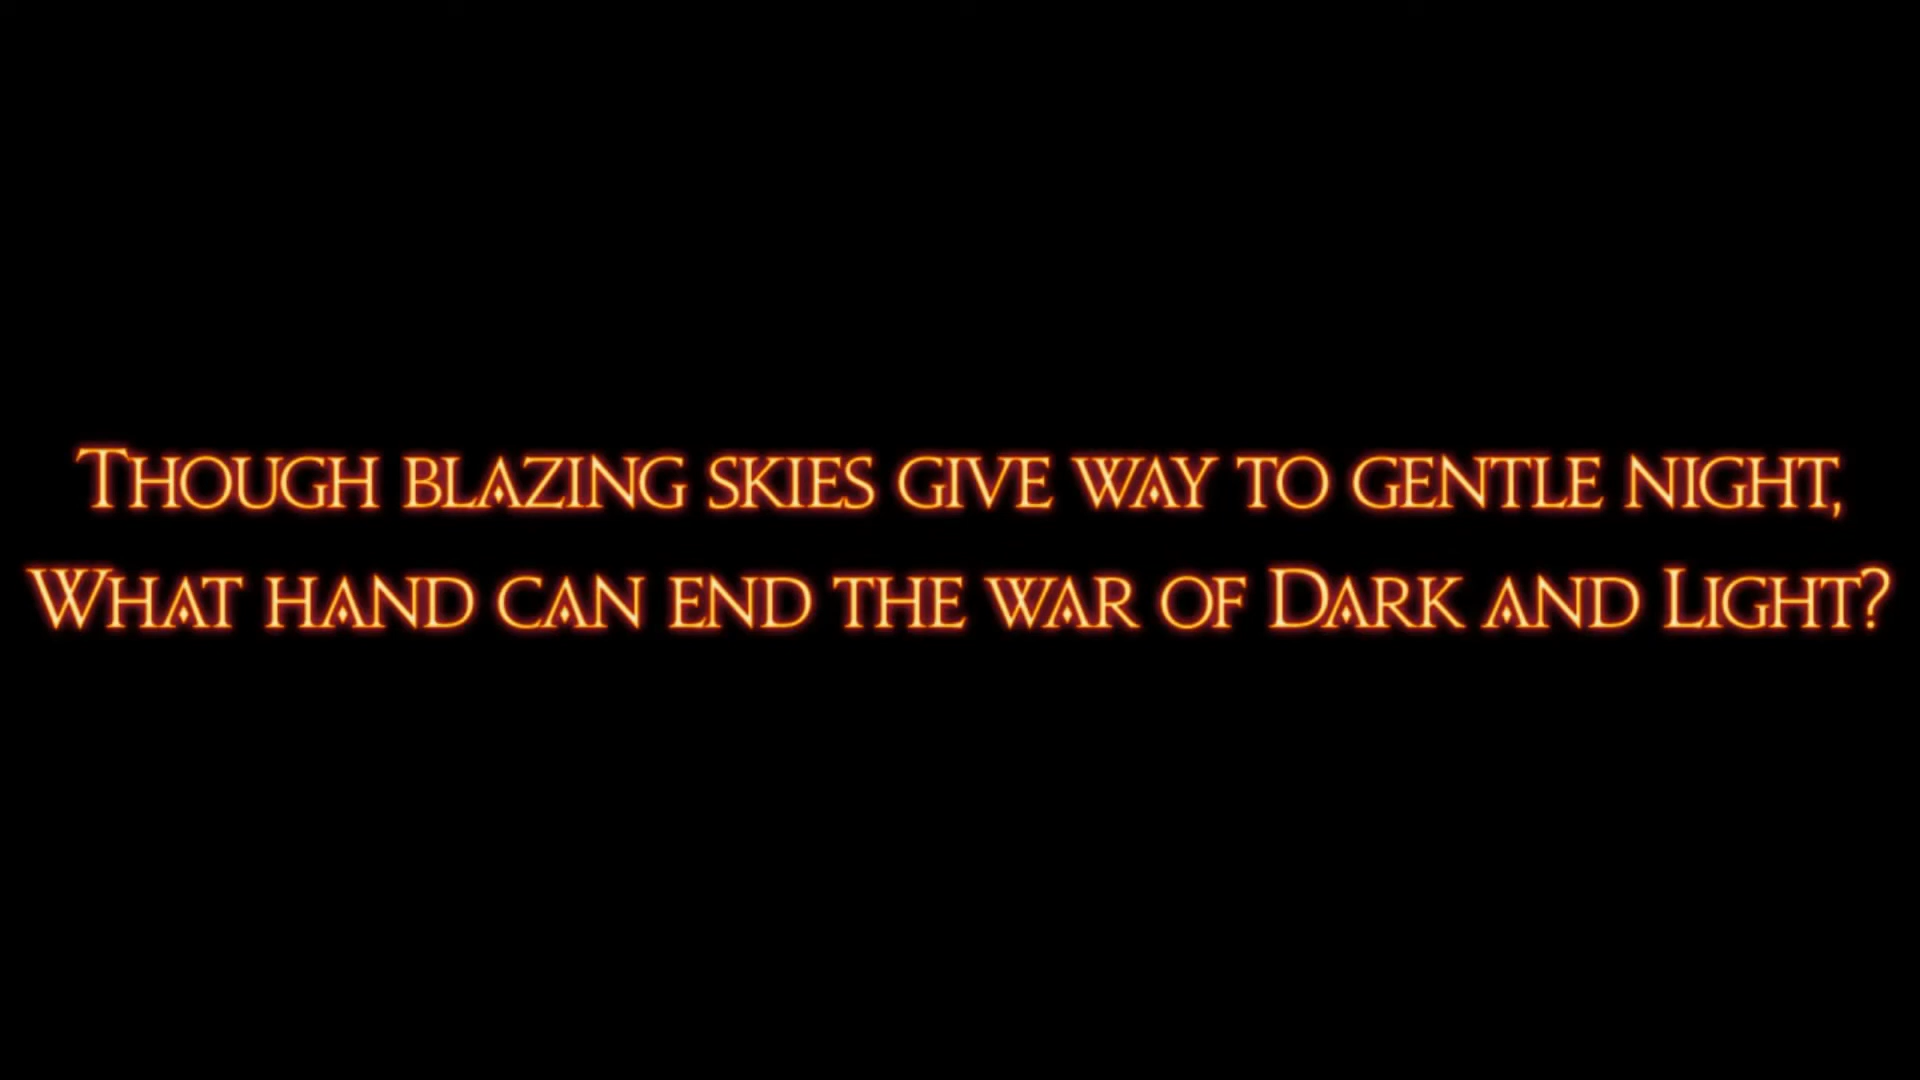 Though blazing skies give way to gentle night,
What hand can end the war of Dark and Light?